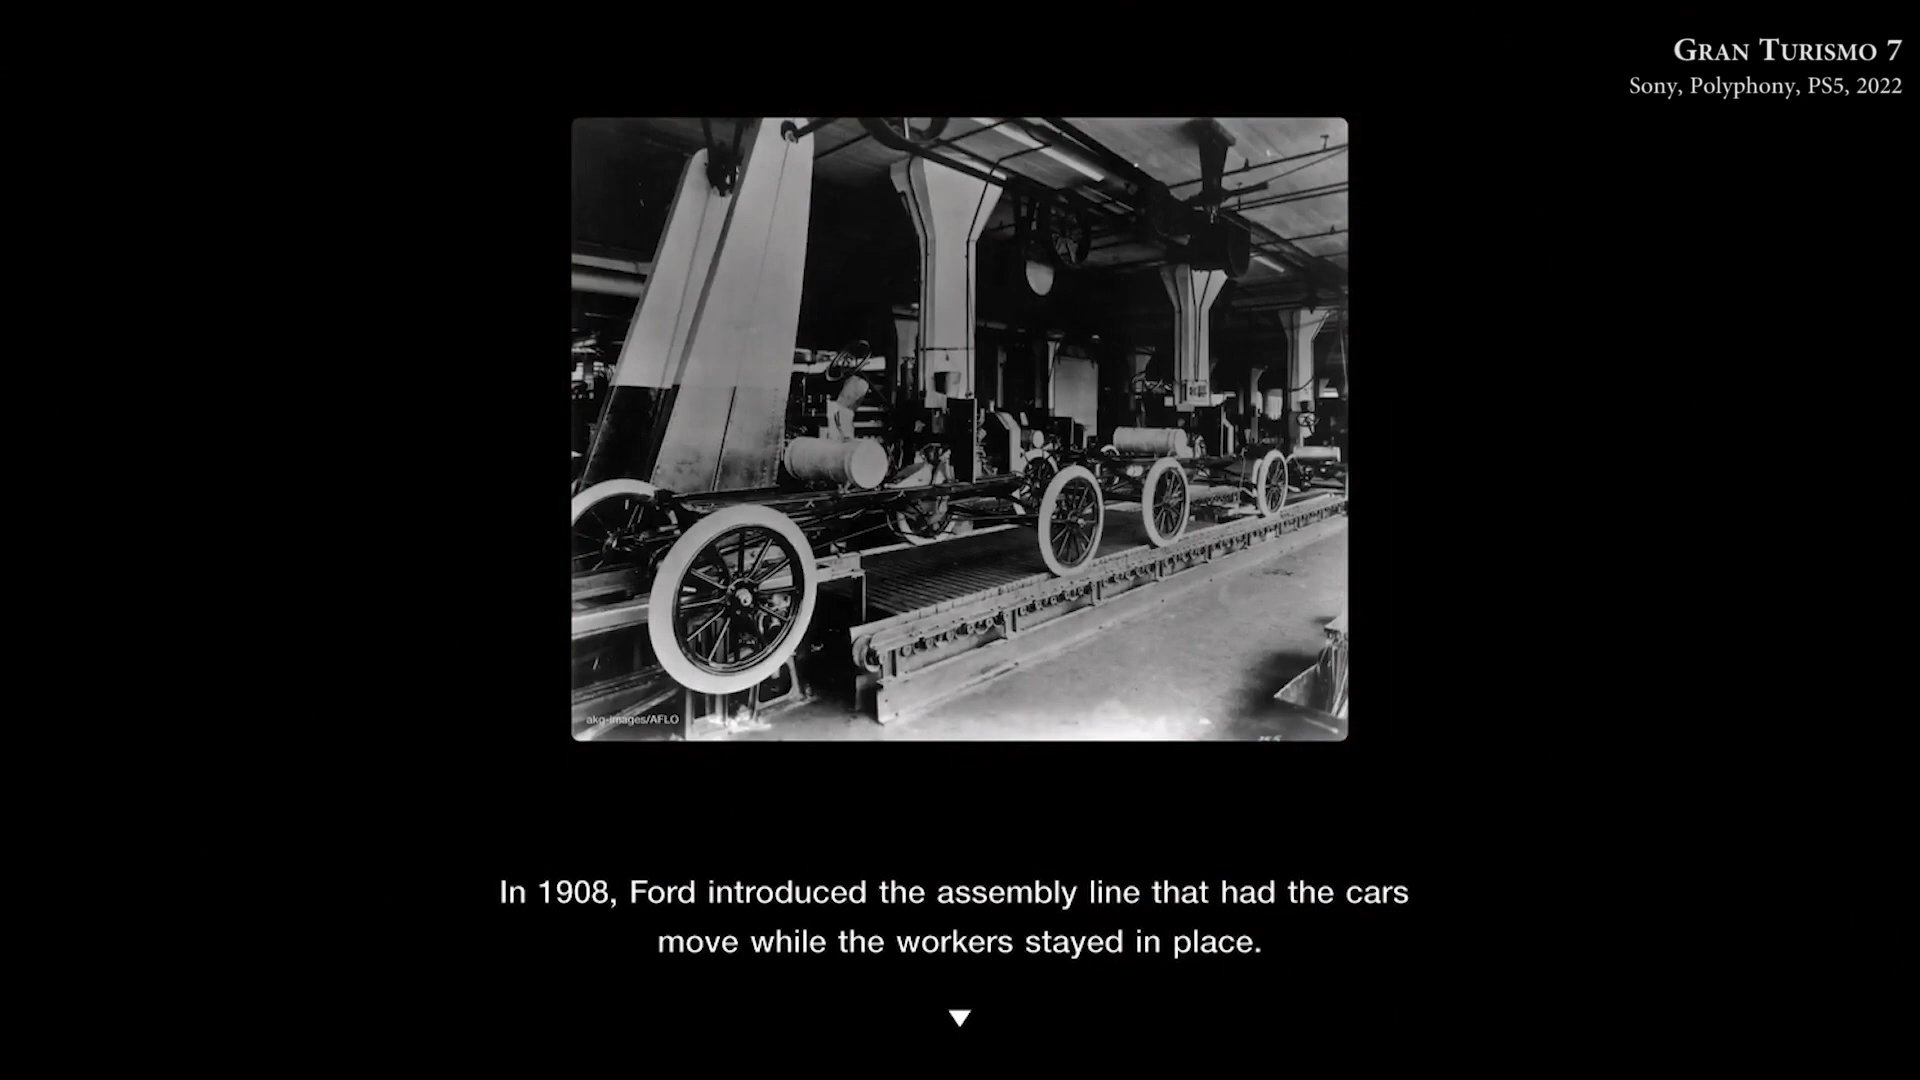 GRAN TURISMO 7
Sony, Polyphony, PS5, 2022
akg-images/AFLO
In 1908, Ford introduced the assembly line that had the cars
move while the workers stayed in place.